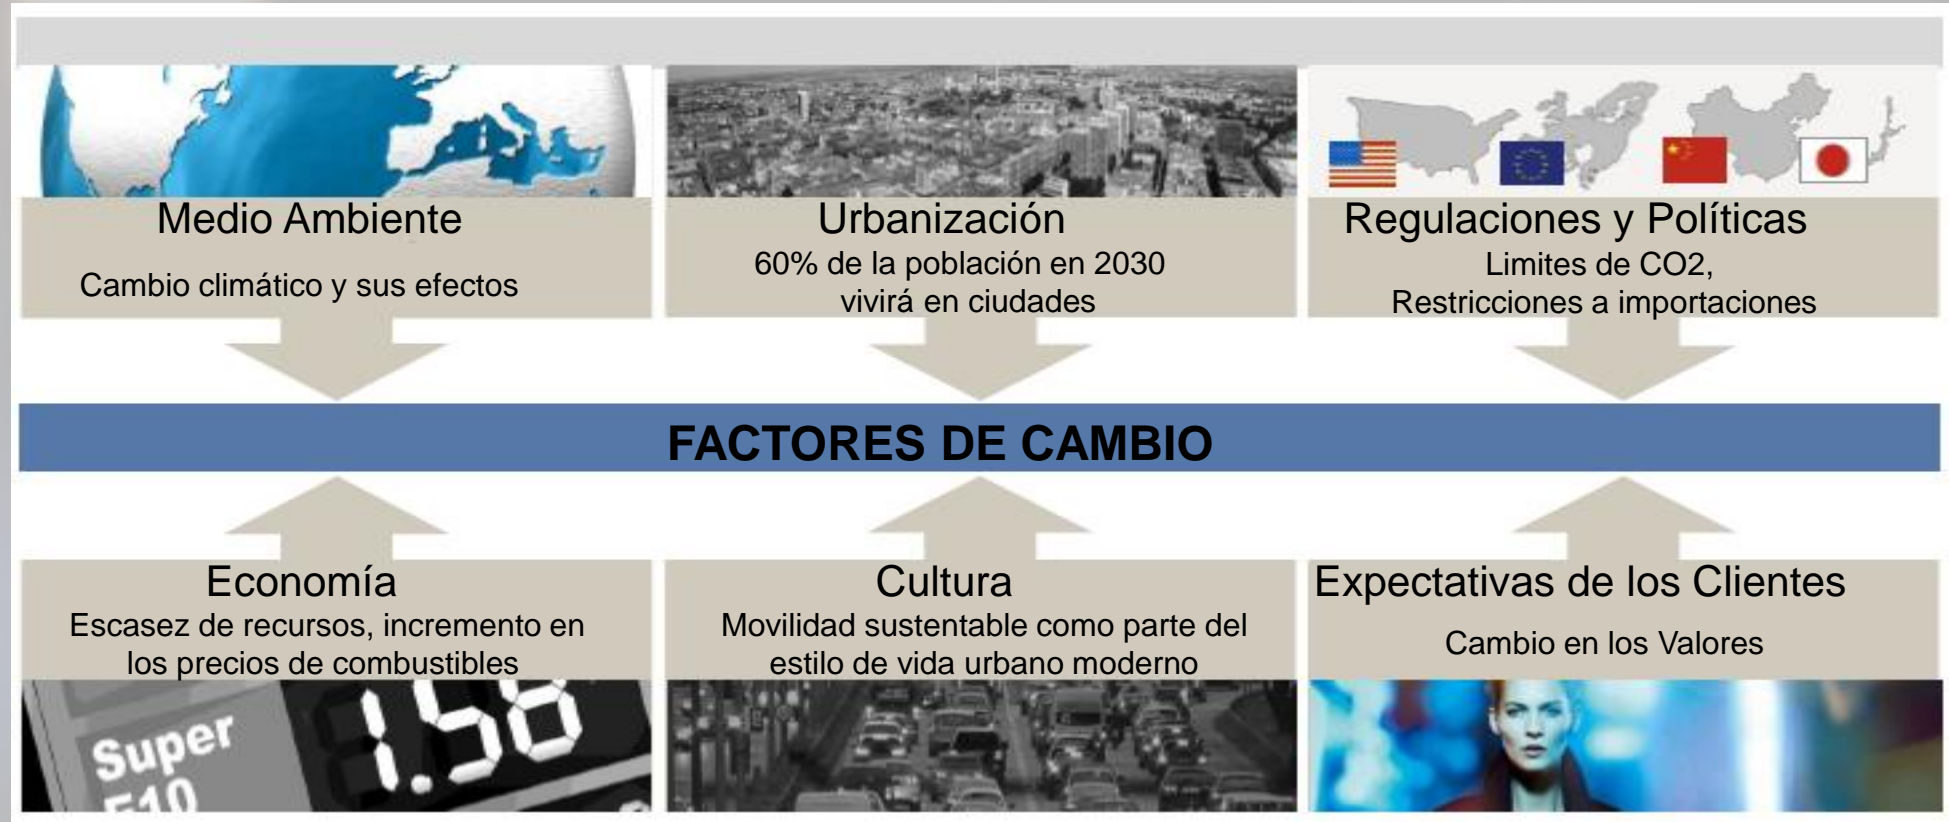 Medio Ambiente
Cambio climático y sus efectos
Urbanización
60% de la población en 2030
vivirá en ciudades
Regulaciones y Políticas
Limites de CO2,
Restricciones a importaciones
FACTORES DE CAMBIO
Economía
Escasez de recursos, incremento en
los precios de combustibles
Cultura
Movilidad sustentable como parte del
estilo de vida urbano moderno
Expectativas de los Clientes
Cambio en los Valores
Super
E10
1.56